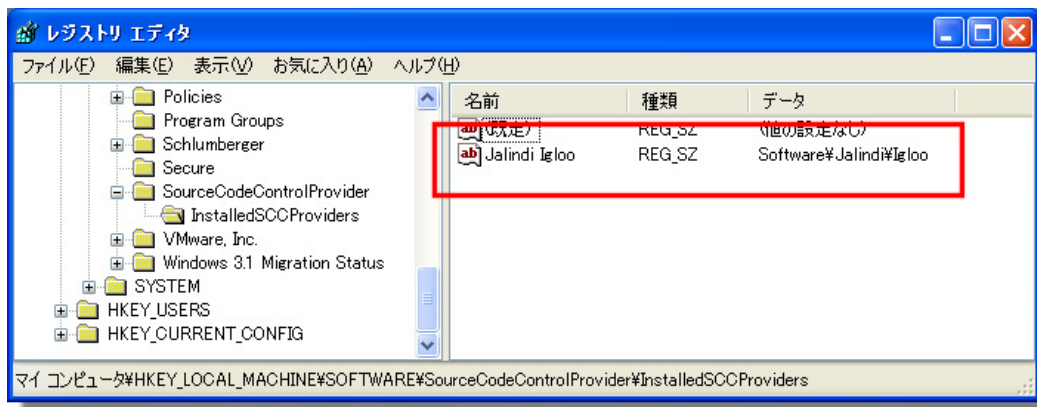 レジストリ エディタ
ファイル(F) 編集(E) 表示(V) お気に入り(A) ヘルプ(H)
Policies
Program Groups
Schlumberger
Secure
SourceCodeControlProvider
InstalledSCCProviders
VMware, Inc.
Windows 3.1 Migration Status
SYSTEM
HKEY_USERS
HKEY_CURRENT_CONFIG
名前 種類 データ
(既定) REG_SZ (値の設定なし)
Jalindi Igloo REG_SZ Software¥Jalindi¥Igloo
マイ コンピュータ¥HKEY_LOCAL_MACHINE¥SOFTWARE¥SourceCodeControlProvider¥InstalledSCCProviders